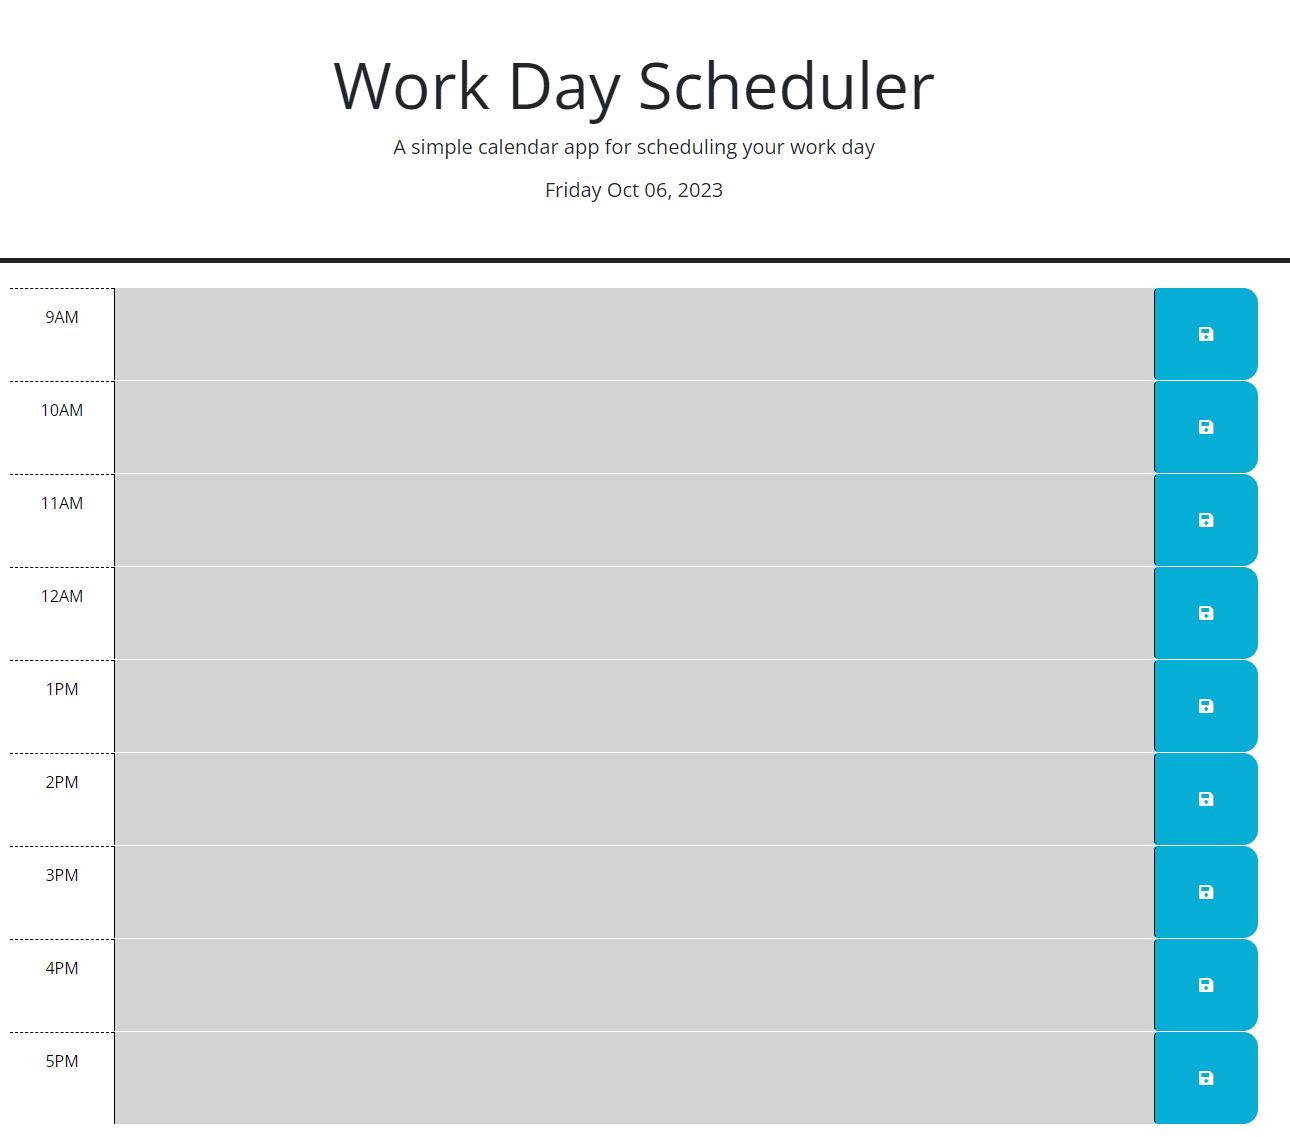 Work Day Scheduler
A simple calendar app for scheduling your work day
Friday Oct 06, 2023
9AM
10AM
11AM
12AM
1PM
2PM
3PM
4PM
5PM